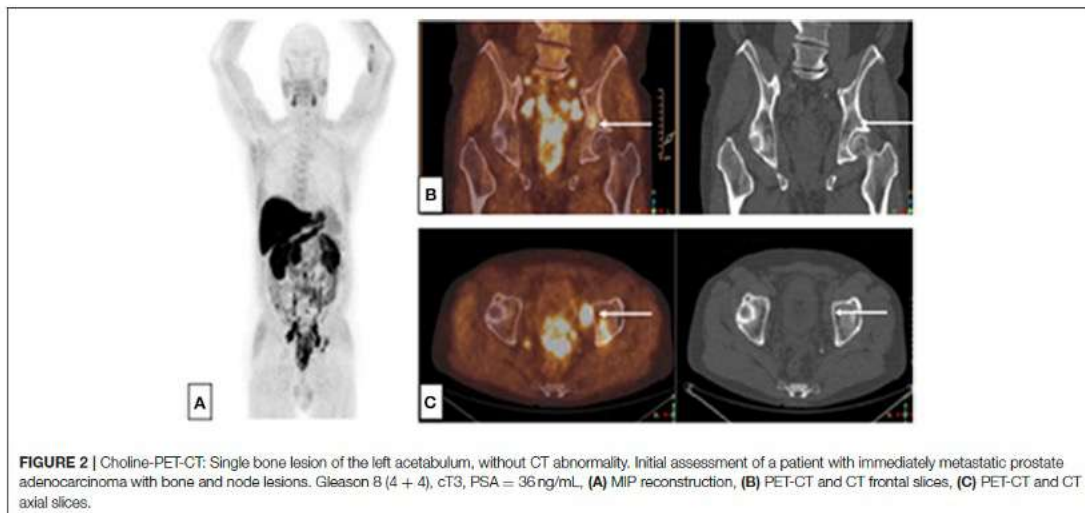 A
B
C
FIGURE 2 | Choline-PET-CT: Single bone lesion of the left acetabulum, without CT abnormality. Initial assessment of a patient with immediately metastatic prostate
adenocarcinoma with bone and node lesions. Gleason 8 (4 + 4), cT3, PSA = 36 ng/mL, (A) MIP reconstruction, (B) PET-CT and CT frontal slices, (C) PET-CT and CT
axial slices.